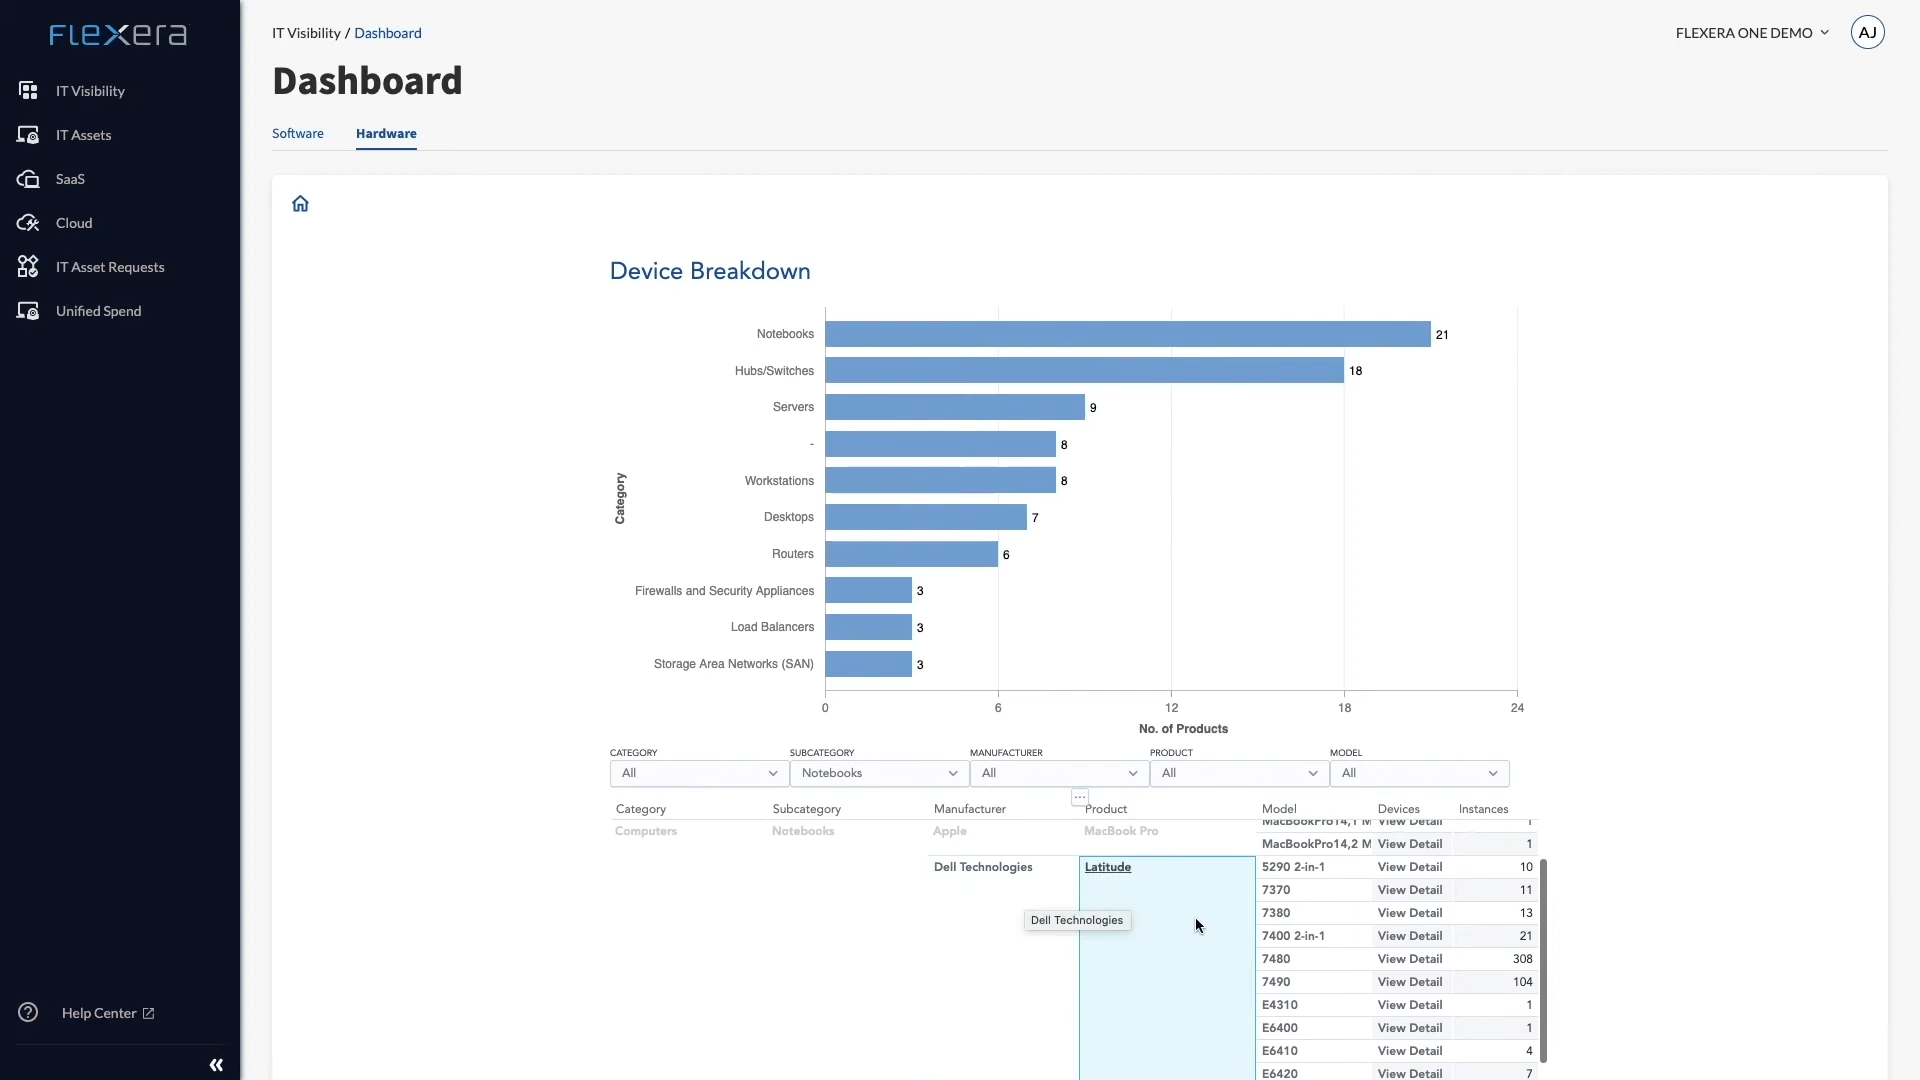 flexera
IT Visibility / Dashboard
FLEXERA ONE DEMO
AJ
Dashboard
IT Visibility
IT Assets
SaaS
Cloud
IT Asset Requests
Unified Spend
Help Center
Software Hardware
Device Breakdown
Notebooks 21
Hubs/Switches 18
Servers 9
- 8
Workstations 8
Desktops 7
Routers 6
Firewalls and Security Appliances 3
Load Balancers 3
Storage Area Networks (SAN) 3
Category
0 6 12 18 24
No. of Products
CATEGORY SUBCATEGORY MANUFACTURER PRODUCT MODEL
All Notebooks All All All
...
Category Subcategory Manufacturer Product Model Devices Instances
Computers Notebooks Apple MacBook Pro
MacBookPro14,1 M View Detail 1
MacBookPro14,2 M View Detail 1
Dell Technologies Latitude 5290 2-in-1 View Detail 10
7370 View Detail 11
7380 View Detail 13
Dell Technologies
7400 2-in-1 View Detail 21
7480 View Detail 308
7490 View Detail 104
E4310 View Detail 1
E6400 View Detail 1
E6410 View Detail 4
E6420 View Detail 7